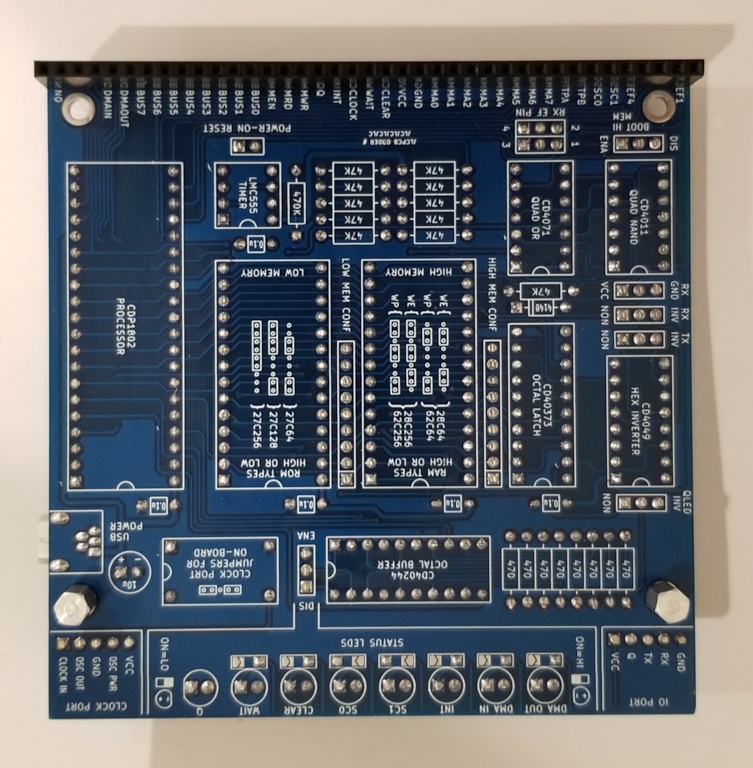 IO PORT
GND
RX
TX
Q
VCC
DMA OUT
DMA IN
INT
SC1
SC0
CLEAR
WAIT
Q
ON=HI
STATUS LEDS
ON=LO
CLOCK PORT
VCC
OSC PWR
GND
OSC OUT
CLOCK IN
470
470
470
470
470
470
470
470
CD40244
OCTAL BUFFER
DIS
ENA
CLOCK PORT
JUMPERS FOR
ON-BOARD
10u
- +
USB
POWER
QLED
INV
NON
0.1u
0.1u
0.1u
0.1u
CD4049
HEX INVERTER
CD40373
OCTAL LATCH
RAM TYPES
HIGH OR LOW
28C64
62C64
28C256
62C256
WE
WP
WE
WP
HIGH MEMORY
HIGH MEM CONF
ROM TYPES
HIGH OR LOW
27C64
27C128
27C256
LOW MEMORY
LOW MEM CONF
CDP1802
PROCESSOR
TX
INV
NON
RX
INV
NON
RX
GND
VCC
4148
47K
CD4011
QUAD NAND
CD4071
QUAD OR
47K
47K
47K
47K
47K
47K
47K
47K
47K
47K
470K
0.1u
LMC555
TIMER
DIS
ENA
BOOT HI
MEM
1
2
3
4
RX EF PIN
JLCPCB ORDER #
JLCJLCJLCJLC
POWER-ON RESET
EF1
EF4
SC1
SC0
TPB
TPA
MA7
MA6
MA5
MA4
MA3
MA2
MA1
MA0
GND
VCC
CLEAR
WAIT
CLOCK
INT
Q
MWR
MRD
MEN
BUS0
BUS1
BUS2
BUS3
BUS4
BUS5
BUS6
BUS7
DMAOUT
DMAIN
N0